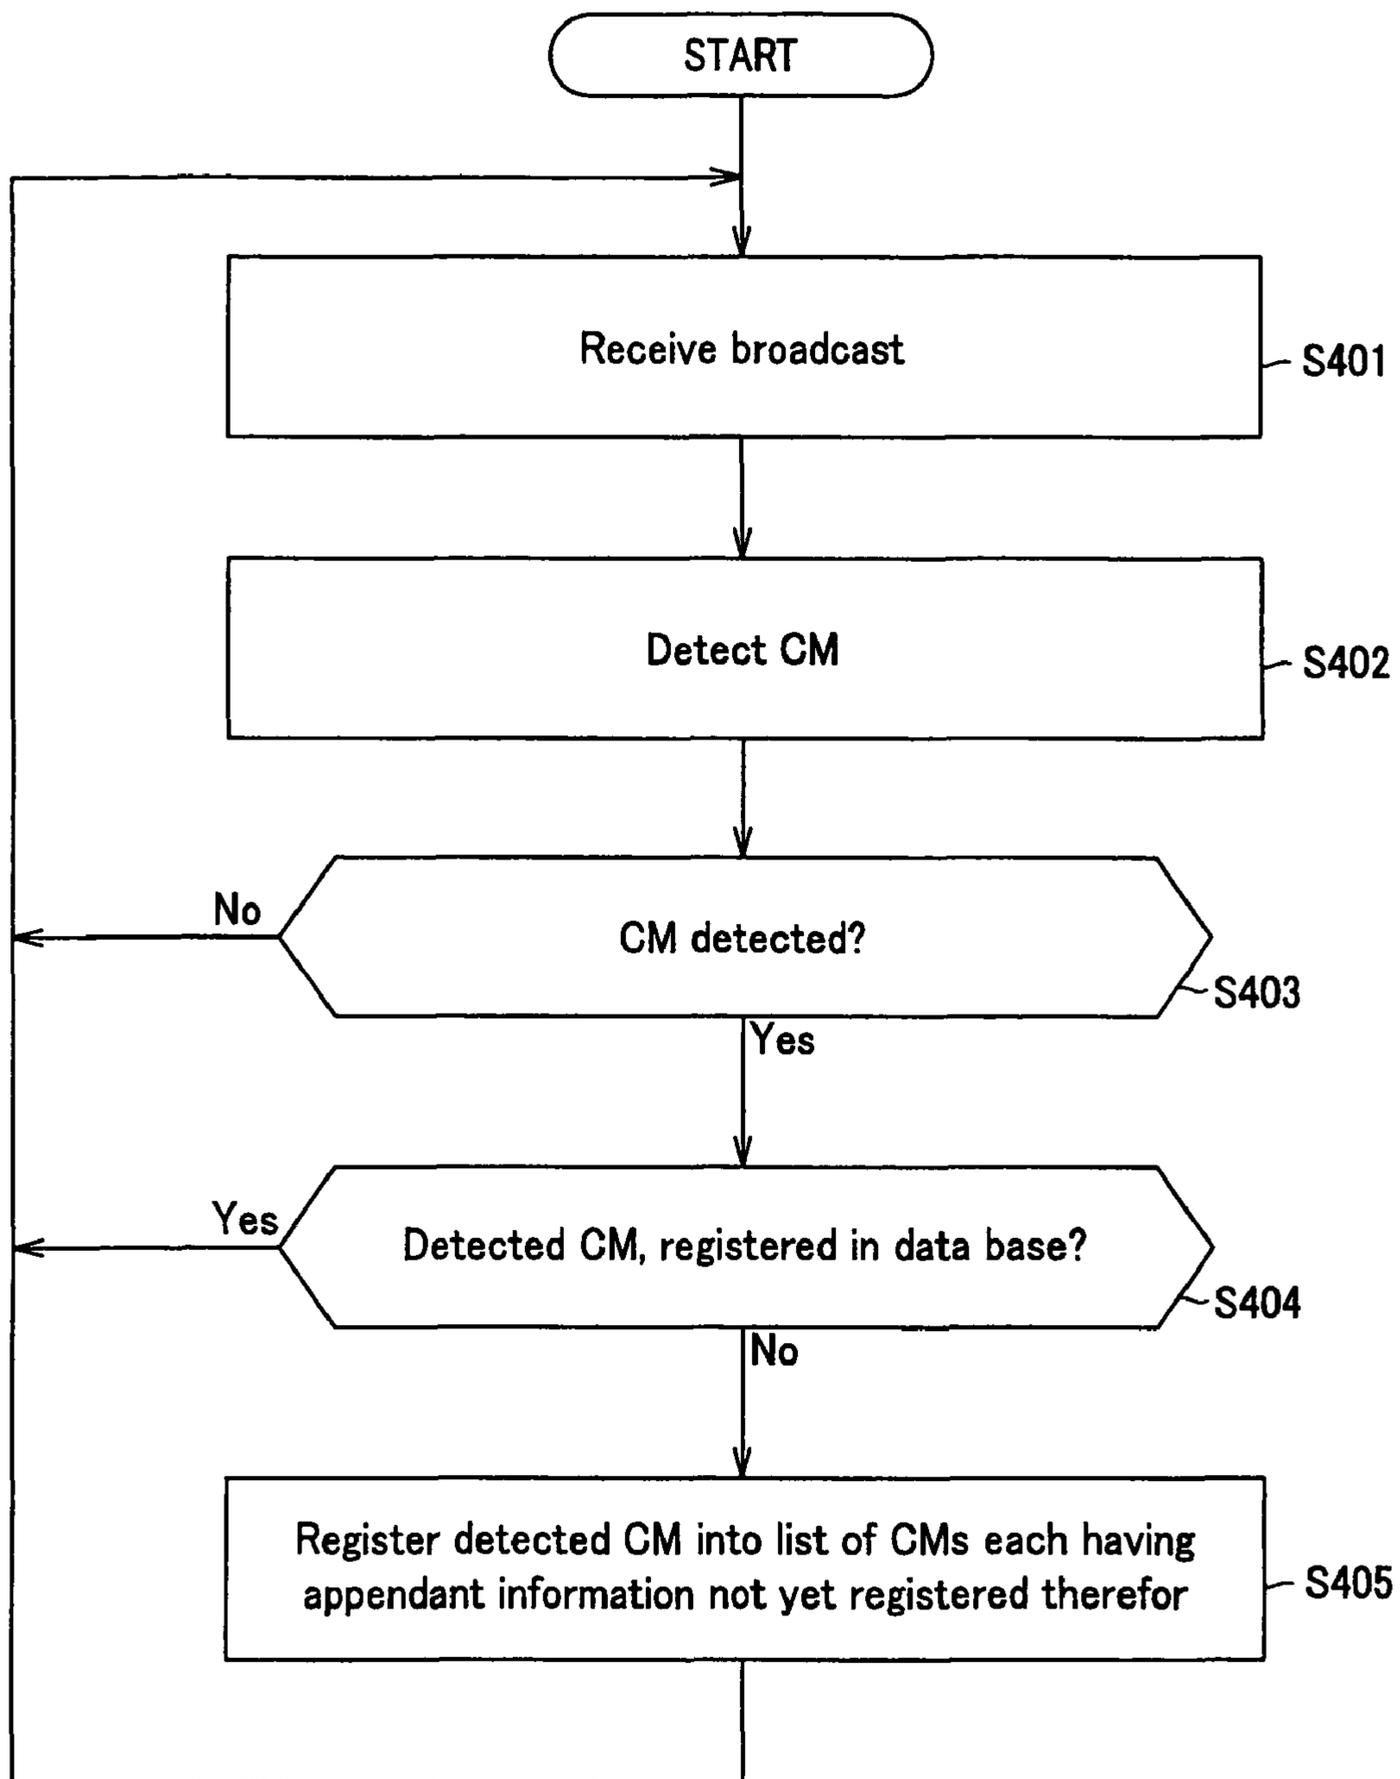 START
Receive broadcast
S401
Detect CM
S402
No
CM detected?
S403
Yes
Yes
Detected CM, registered in data base?
S404
No
Register detected CM into list of CMs each having
appendant information not yet registered therefor
S405